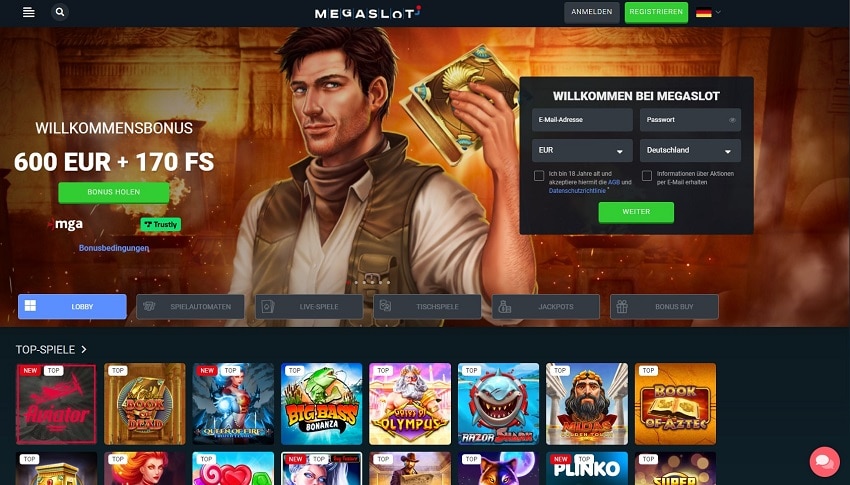 MEGASLOT
ANMELDEN
REGISTRIEREN
WILLKOMMENSBONUS
600 EUR + 170 FS
BONUS HOLEN
mga
Trustly
Bonusbedingungen
WILLKOMMEN BEI MEGASLOT
E-Mail-Adresse
Passwort
EUR
Deutschland
Ich bin 18 Jahre alt und
akzeptiere hiermit die AGB und
Datenschutzrichtlinie *
Informationen über Aktionen
per E-Mail erhalten
WEITER
LOBBY
SPIELAUTOMATEN
LIVE-SPIELE
TISCHSPIELE
JACKPOTS
BONUS BUY
TOP-SPIELE
NEW TOP
TOP
NEW TOP
TOP
TOP
TOP
TOP
TOP
Aviator
BOOK OF DEAD
QUEEN OF FIRE
BIG BASS
BONANZA
GATES OF
OLYMPUS
RAZOR SHARK
MIDAS
GOLDEN TOUCH
BOOK
OF AZTEC
TOP
TOP
TOP
NEW TOP
TOP
TOP
NEW TOP
TOP
PLINKO
SUPER